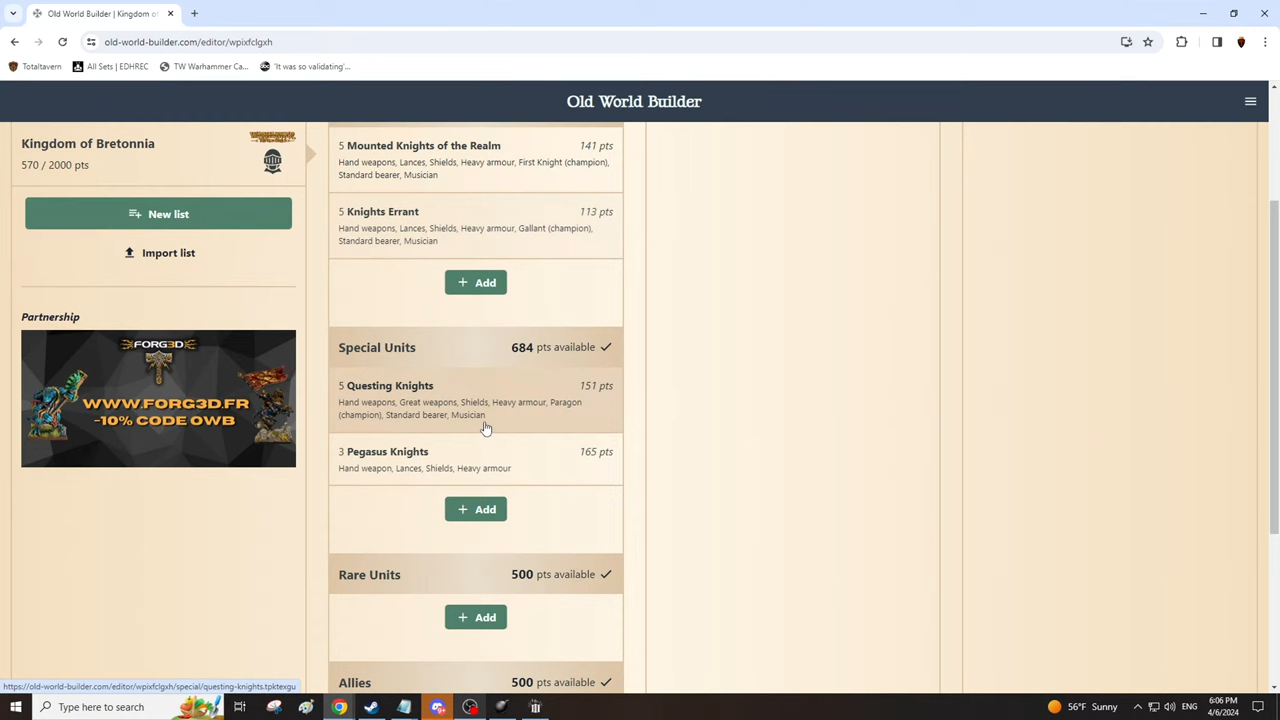 Old World Builder | Kingdom of
old-world-builder.com/editor/wpixfclgxh
Totaltavern
All Sets | EDHREC
TW Warhammer Ca...
'It was so validating'...
Old World Builder
Kingdom of Bretonnia
570 / 2000 pts
New list
Import list
Partnership
FORG3D
WWW.FORG3D.FR
-10% CODE OWB
5 Mounted Knights of the Realm
141 pts
Hand weapons, Lances, Shields, Heavy armour, First Knight (champion),
Standard bearer, Musician
5 Knights Errant
113 pts
Hand weapons, Lances, Shields, Heavy armour, Gallant (champion),
Standard bearer, Musician
+ Add
Special Units
684 pts available
5 Questing Knights
151 pts
Hand weapons, Great weapons, Shields, Heavy armour, Paragon
(champion), Standard bearer, Musician
3 Pegasus Knights
165 pts
Hand weapon, Lances, Shields, Heavy armour
+ Add
Rare Units
500 pts available
+ Add
Allies
500 pts available
https://old-world-builder.com/editor/wpixfclgxh/special/questing-knights.tpktexgu
Type here to search
56°F Sunny
6:06 PM
4/6/2024